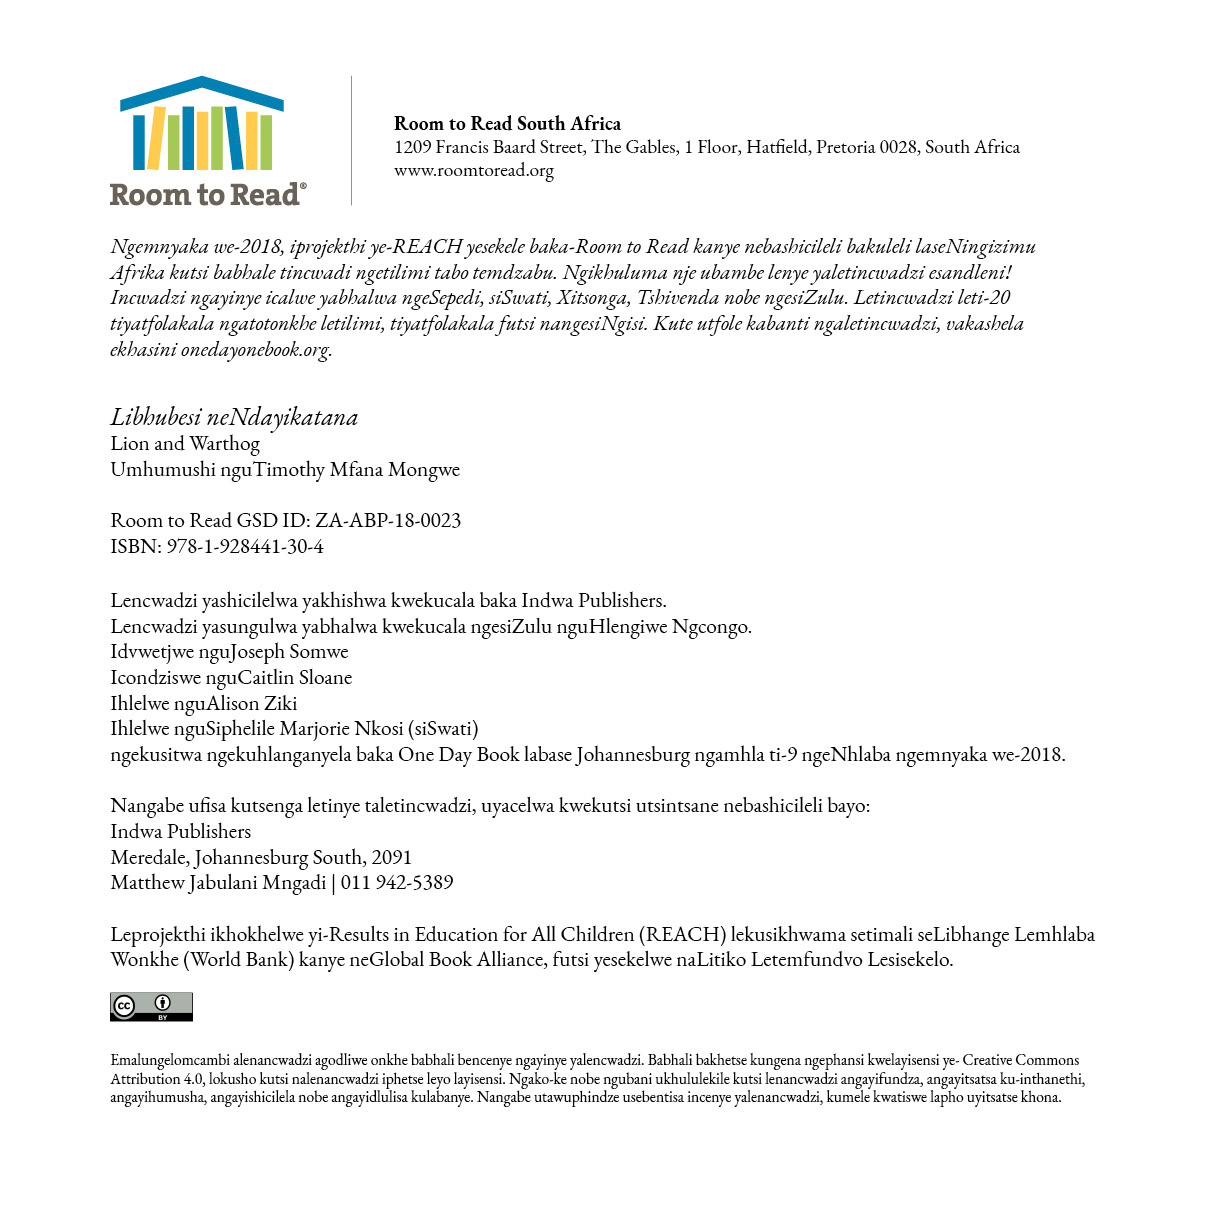 Room to Read®
Room to Read South Africa
1209 Francis Baard Street, The Gables, 1 Floor, Hatfield, Pretoria 0028, South Africa
www.roomtoread.org
Ngemnyaka we-2018, iprojekthi ye-REACH yesekele baka-Room to Read kanye nebashicileli bakuleli laseNingizimu
Afrika kutsi babhale tincwadi ngetilimi tabo temdzabu. Ngikhuluma nje ubambe lenye yaletincwadzi esandleni!
Incwadzi ngayinye icalwe yabhalwa ngeSepedi, siSwati, Xitsonga, Tshivenda nobe ngesiZulu. Letincwadzi leti-20
tiyatfolakala ngatotonkhe letilimi, tiyatfolakala futsi nangesiNgisi. Kute utfole kabanti ngaletincwadzi, vakashela
ekhasini onedayonebook.org.
Libhubesi neNdayikatana
Lion and Warthog
Umhumushi nguTimothy Mfana Mongwe
Room to Read GSD ID: ZA-ABP-18-0023
ISBN: 978-1-928441-30-4
Lencwadzi yashicilelwa yakhishwa kwekucala baka Indwa Publishers.
Lencwadzi yasungulwa yabhalwa kwekucala ngesiZulu nguHlengiwe Ngcongo.
Idvwetjwe nguJoseph Somwe
Icondziswe nguCaitlin Sloane
Ihlelwe nguAlison Ziki
Ihlelwe nguSiphelile Marjorie Nkosi (siSwati)
ngekusitwa ngekuhlanganyela baka One Day Book labase Johannesburg ngamhla ti-9 ngeNhlaba ngemnyaka we-2018.
Nangabe ufisa kutsenga letinye taletincwadzi, uyacelwa kwekutsi utsintsane nebashicileli bayo:
Indwa Publishers
Meredale, Johannesburg South, 2091
Matthew Jabulani Mngadi | 011 942-5389
Leprojekthi ikhokhelwe yi-Results in Education for All Children (REACH) lekusikhwama setimali seLibhange Lemhlaba
Wonkhe (World Bank) kanye neGlobal Book Alliance, futsi yesekelwe naLitiko Letemfundvo Lesisekelo.
cc BY
Emalungelomcambi alenancwadzi agodliwe onkhe babhali bencenye ngayinye yalencwadzi. Babhali bakhetse kungena ngephansi kwelayisensi ye- Creative Commons
Attribution 4.0, lokusho kutsi nalenancwadzi iphetse leyo layisensi. Ngako-ke nobe ngubani ukhululekile kutsi lenancwadzi angayifundza, angayitsatsa ku-inthanethi,
angayihumusha, angayishicilela nobe angayidlulisa kulabanye. Nangabe utawuphindze usebentisa incenye yalenancwadzi, kumele kwatiswe lapho uyitsatse khona.